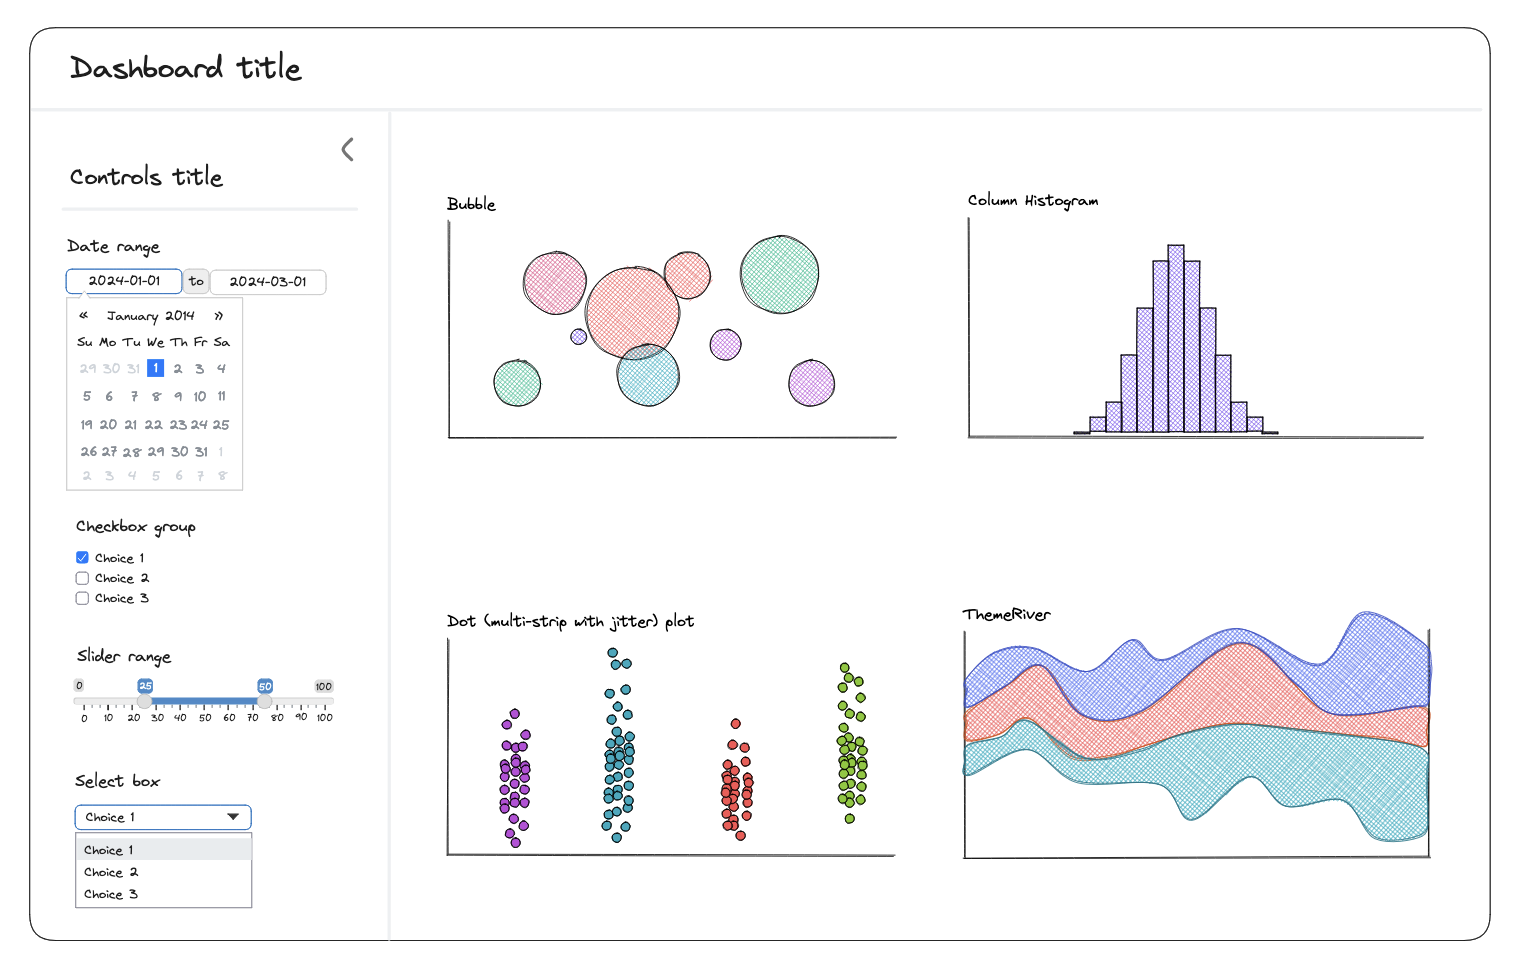 Dashboard title
Controls title
Date range
2024-01-01 to 2024-03-01
« January 2014 »
Su Mo Tu We Th Fr Sa
29 30 31 1 2 3 4
5 6 7 8 9 10 11
19 20 21 22 23 24 25
26 27 28 29 30 31 1
2 3 4 5 6 7 8
Checkbox group
Choice 1
Choice 2
Choice 3
Slider range
0 25 50 100
0 10 20 30 40 50 60 70 80 90 100
Select box
Choice 1
Choice 1
Choice 2
Choice 3
Bubble
Column Histogram
Dot (multi-strip with jitter) plot
ThemeRiver